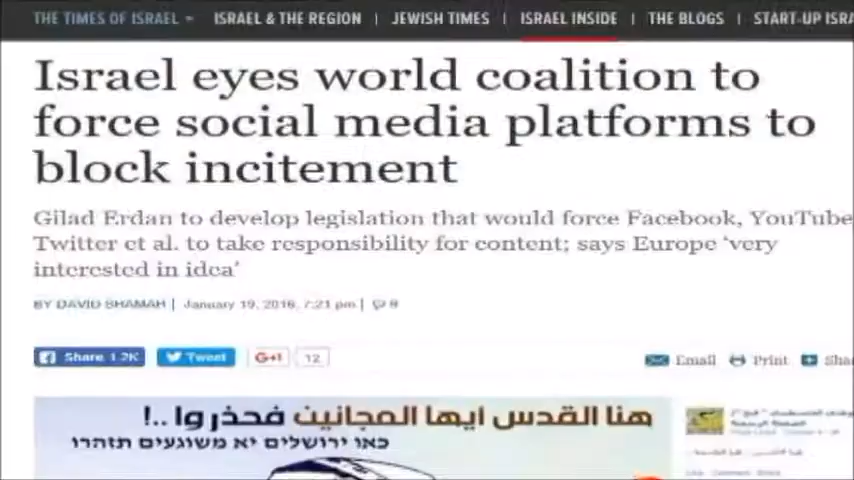 THE TIMES OF ISRAEL
ISRAEL & THE REGION | JEWISH TIMES | ISRAEL INSIDE | THE BLOGS | START-UP ISRA
Israel eyes world coalition to
force social media platforms to
block incitement
Gilad Erdan to develop legislation that would force Facebook, YouTube
Twitter et al. to take responsibility for content; says Europe ‘very
interested in idea’
BY DAVID SHAMAH | January 19, 2016, 7:21 pm |
Share 1.2K Tweet G+1 12
Email Print Shar
هنا القدس ايها المجانين فحذروا..!
כאן ירושלים יא משוגעים תזהרו